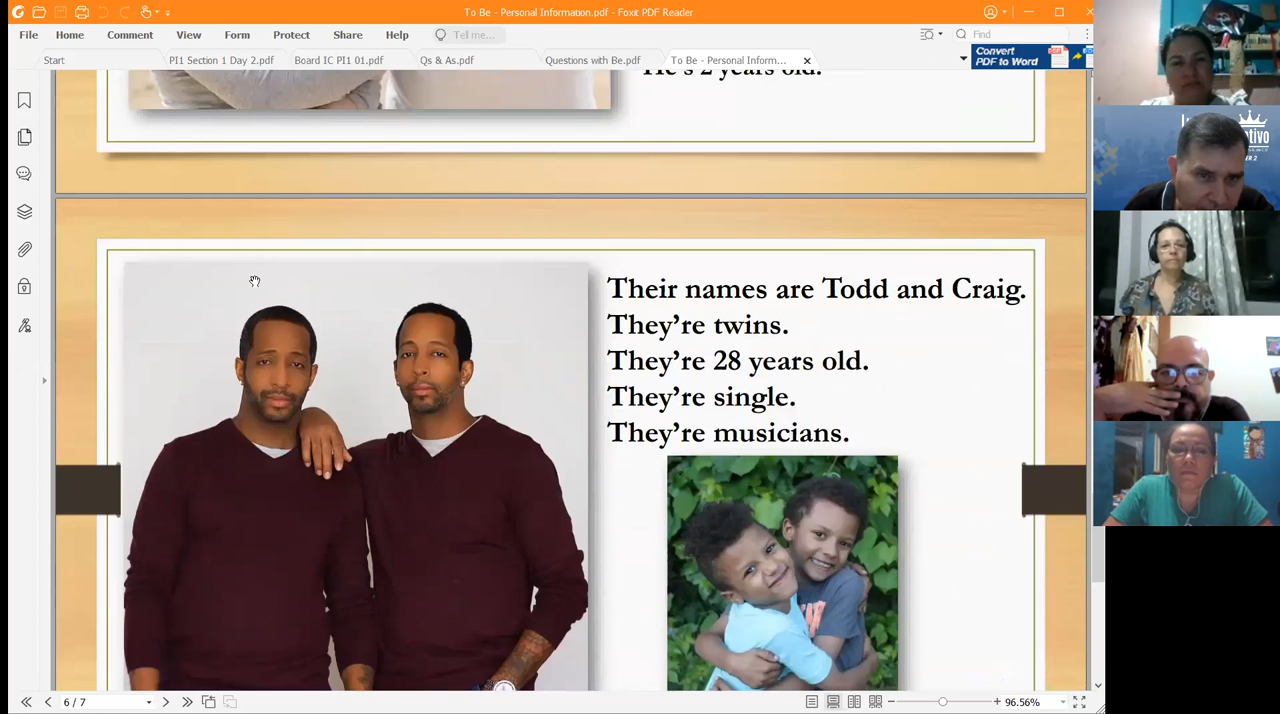 To Be - Personal Information.pdf - Foxit PDF Reader
File Home Comment View Form Protect Share Help Tell me... Find
Start PI1 Section 1 Day 2.pdf Board IC PI1 01.pdf Qs & As.pdf Questions with Be.pdf To Be - Personal Inform...
Convert
PDF to Word
He's 2 years old.
Their names are Todd and Craig.
They're twins.
They're 28 years old.
They're single.
They're musicians.
6 / 7
96.56%